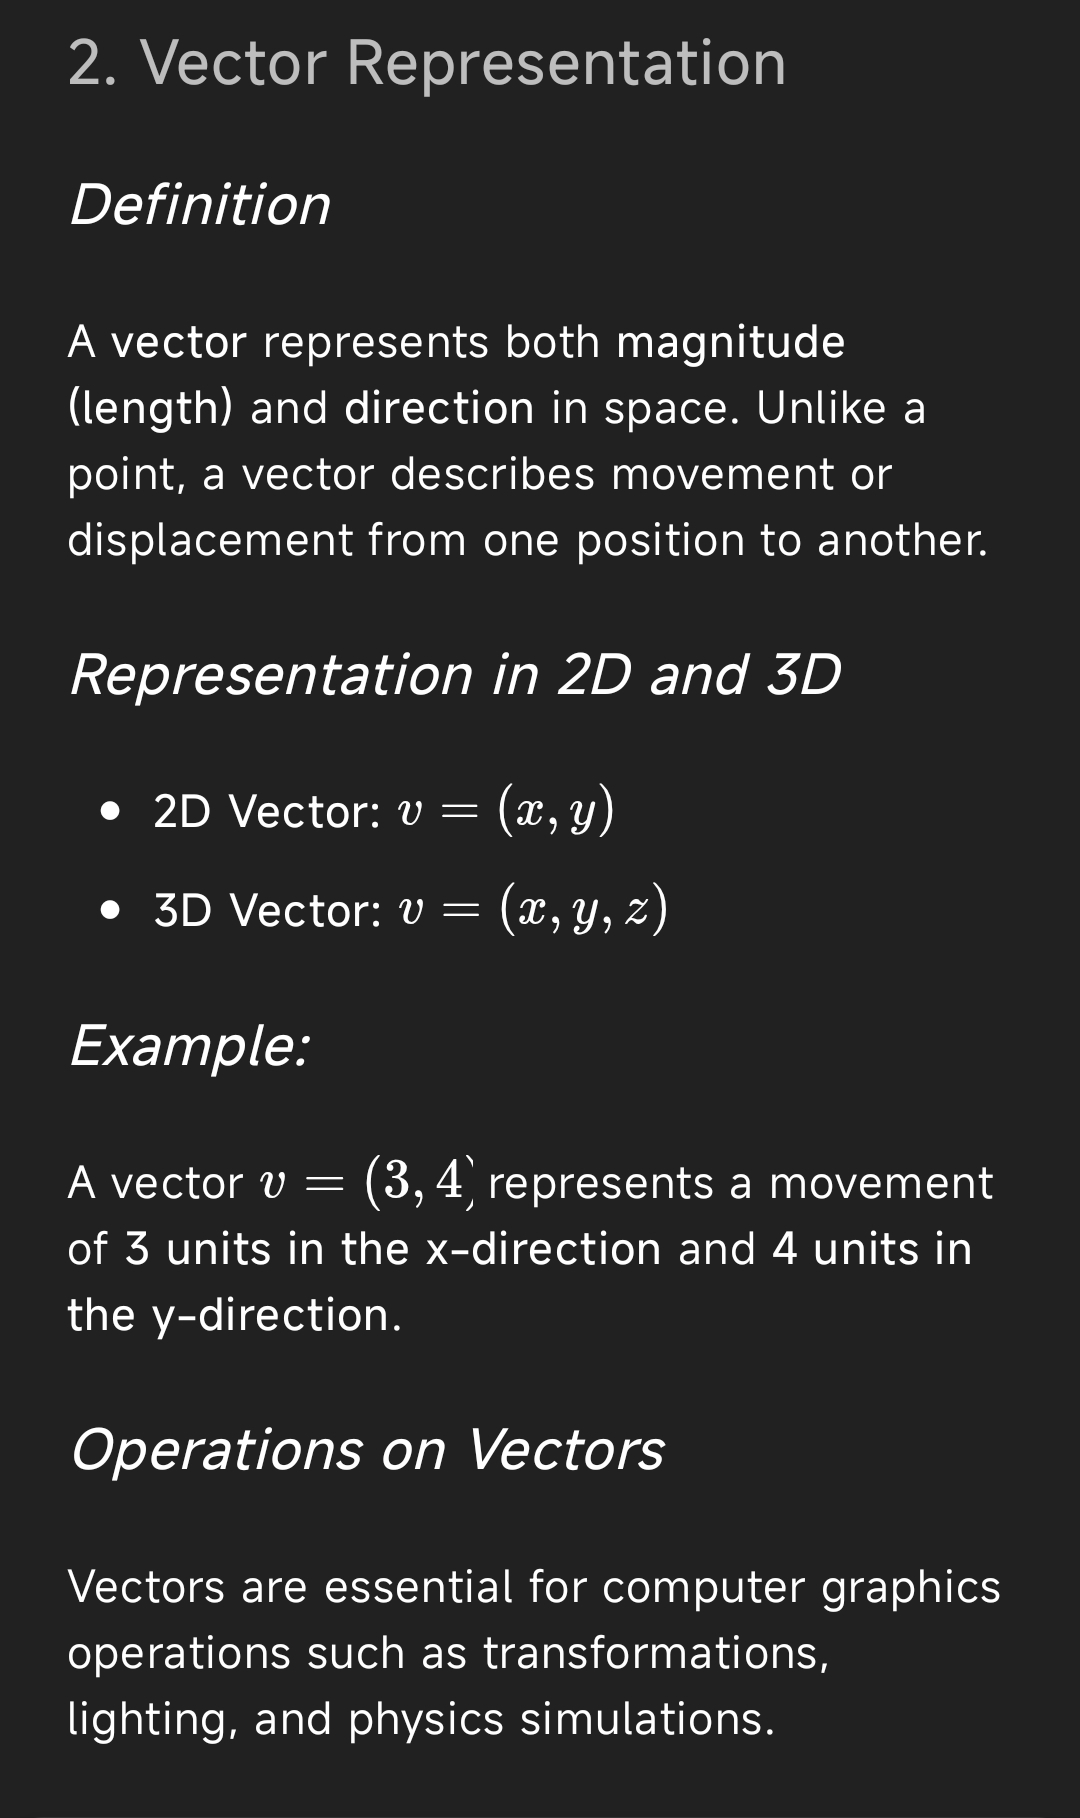 2. Vector Representation
Definition
A vector represents both magnitude
(length) and direction in space. Unlike a
point, a vector describes movement or
displacement from one position to another.
Representation in 2D and 3D
• 2D Vector: v = (x, y)
• 3D Vector: v = (x, y, z)
Example:
A vector v = (3, 4) represents a movement
of 3 units in the x-direction and 4 units in
the y-direction.
Operations on Vectors
Vectors are essential for computer graphics
operations such as transformations,
lighting, and physics simulations.